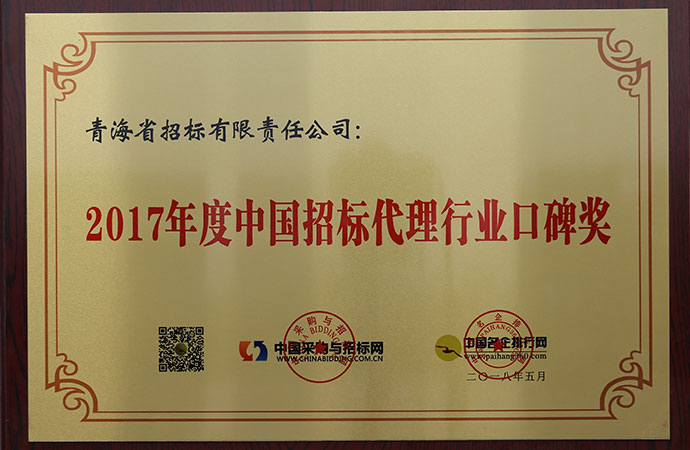 青海省招标有限责任公司：
2017年度中国招标代理行业口碑奖
中国采购与招标网
WWW.CHINABIDDING.COM.CN
中国名企排行网
二〇一八年五月